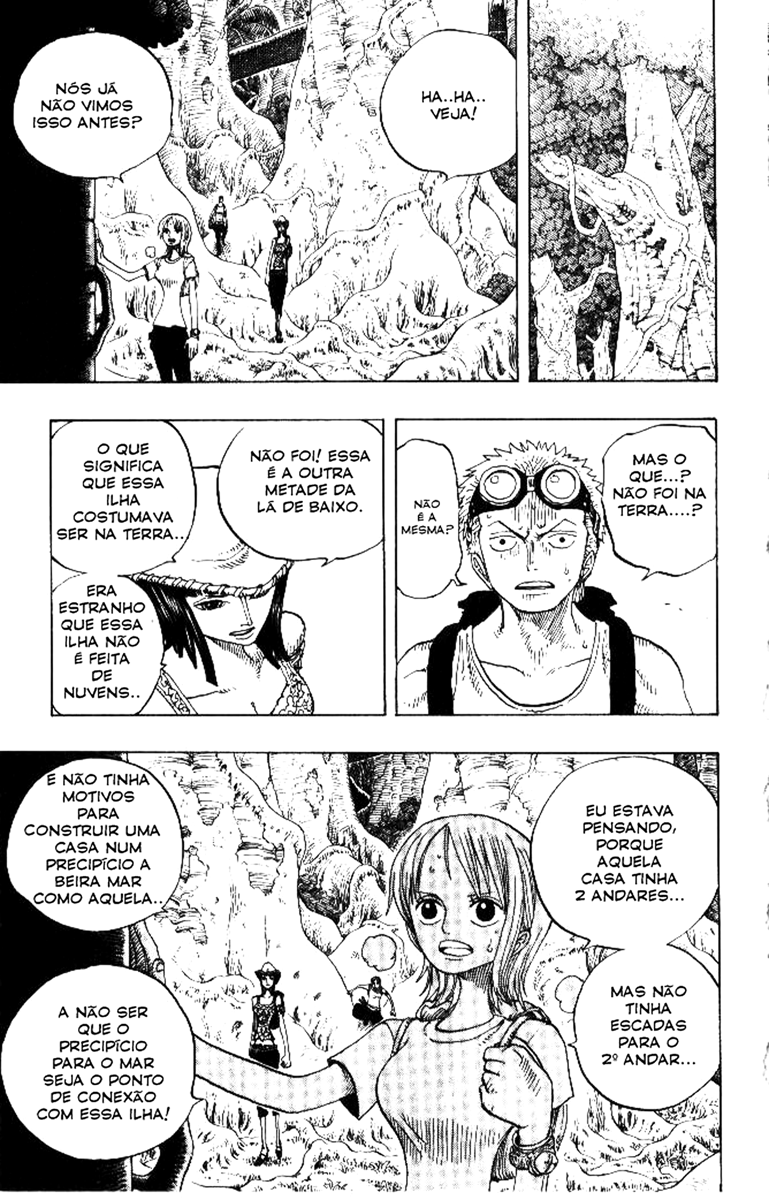 HA..HA..
VEJA!
NÓS JÁ
NÃO VIMOS
ISSO ANTES?
MAS O
QUE...?
NÃO FOI NA
TERRA....?
NÃO
É A
MESMA?
NÃO FOI! ESSA
É A OUTRA
METADE DA
LÁ DE BAIXO.
O QUE
SIGNIFICA
QUE ESSA
ILHA
COSTUMAVA
SER NA TERRA..
ERA
ESTRANHO
QUE ESSA
ILHA NÃO
É FEITA
DE
NUVENS..
EU ESTAVA
PENSANDO,
PORQUE
AQUELA
CASA TINHA
2 ANDARES...
MAS NÃO
TINHA
ESCADAS
PARA O
2º ANDAR...
E NÃO TINHA
MOTIVOS
PARA
CONSTRUIR UMA
CASA NUM
PRECIPÍCIO A
BEIRA MAR
COMO AQUELA..
A NÃO SER
QUE O
PRECIPÍCIO
PARA O MAR
SEJA O PONTO
DE CONEXÃO
COM ESSA ILHA!